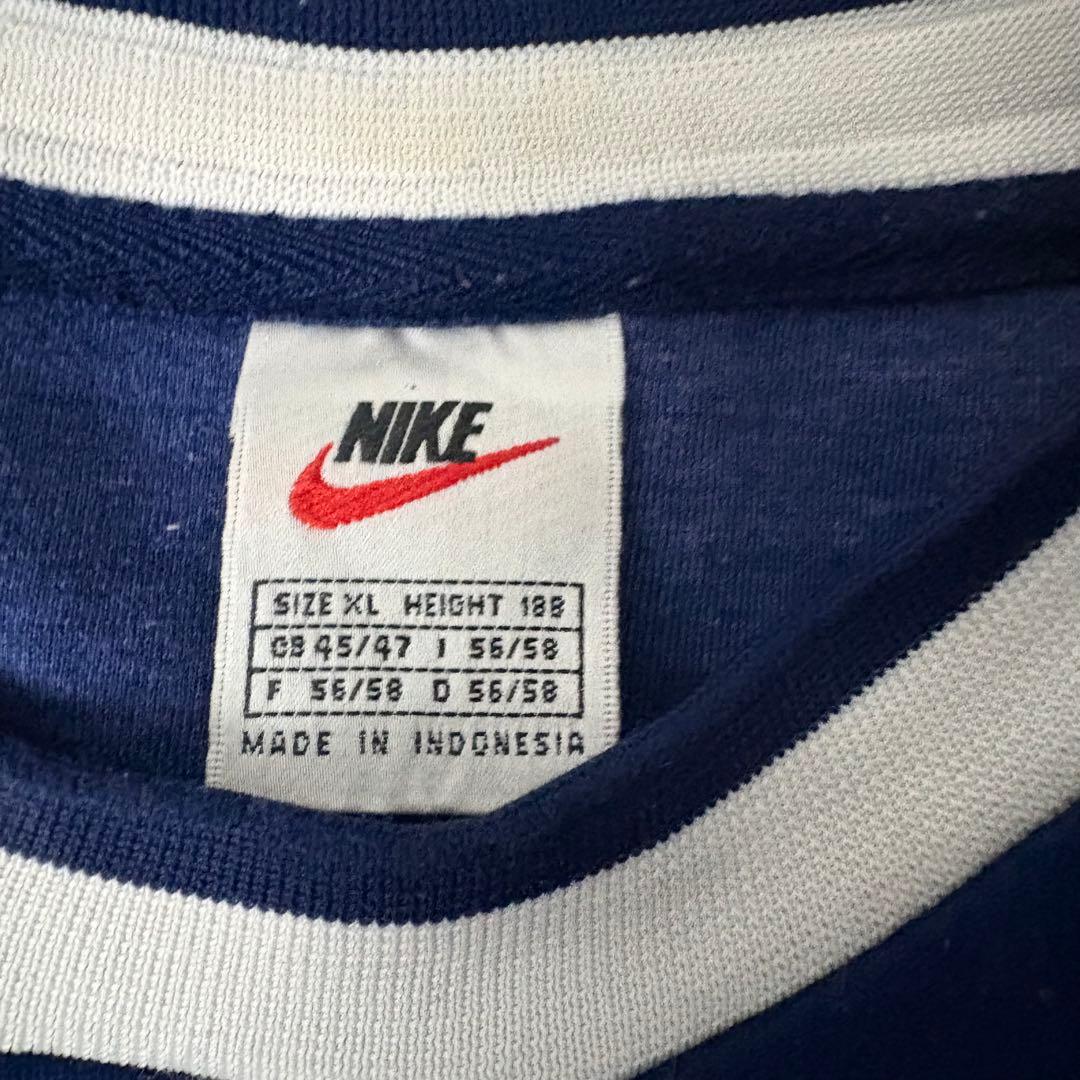 NIKE
SIZE XL HEIGHT 188
GB 45/47 I 56/58
F 56/58 D 56/58
MADE IN INDONESIA